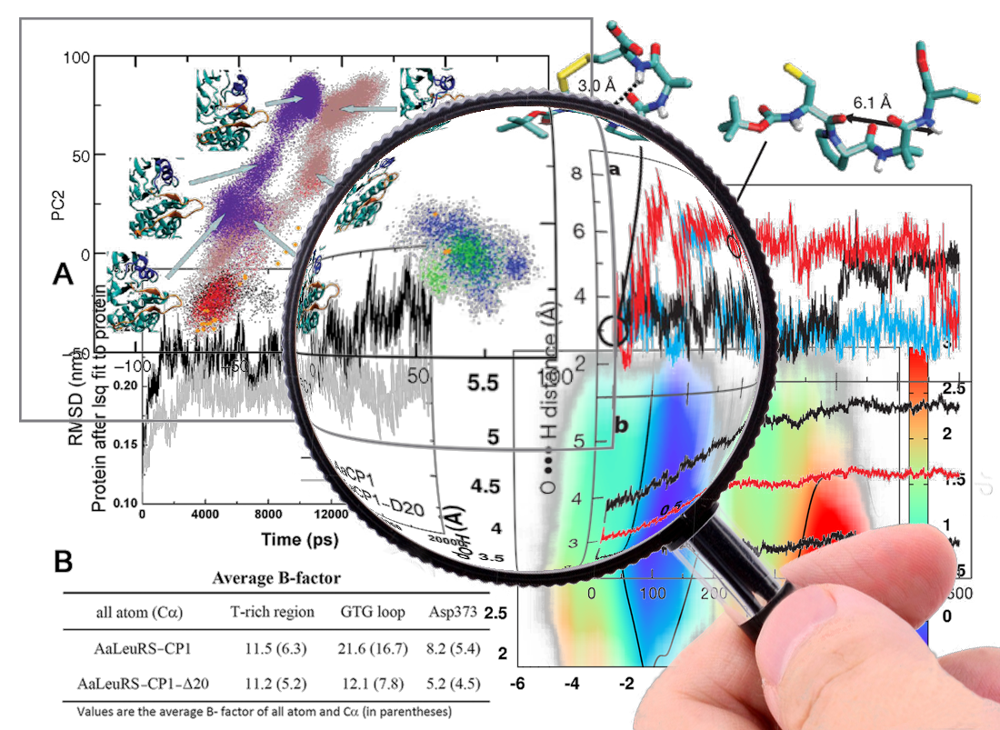 100
50
0
−50
PC2
−100
−50
A
3.0 Å
6.1 Å
a
8
6
4
2
O ••• H distance (Å)
b
5
4
3
50
100
5.5
5
4.5
4
3.5
2.5
2
0.5
AaCP1
CP1-D20
20000
(Å)
2.5
2
1
0
0
100
200
-6
-4
-2
RMSD (nm)
Protein after lsq fit to protein
0.20
0.15
0.10
0
4000
8000
12000
Time (ps)
B
Average B-factor
all atom (Cα) T-rich region GTG loop Asp373
AaLeuRS-CP1 11.5 (6.3) 21.6 (16.7) 8.2 (5.4)
AaLeuRS-CP1-Δ20 11.2 (5.2) 12.1 (7.8) 5.2 (4.5)
Values are the average B- factor of all atom and Cα (in parentheses)